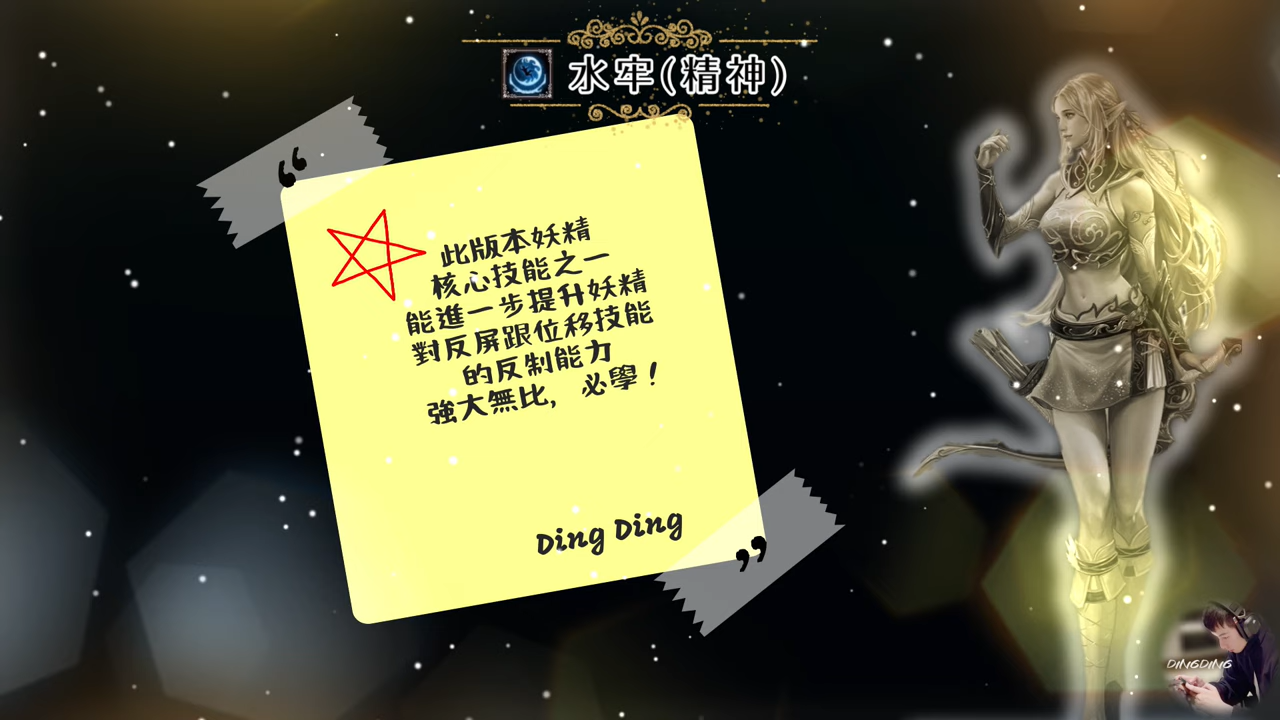 水牢(精神)
“
此版本妖精
核心技能之一
能進一步提升妖精
對反屏跟位移技能
的反制能力
強大無比, 必學！
Ding Ding
”
DINGDING